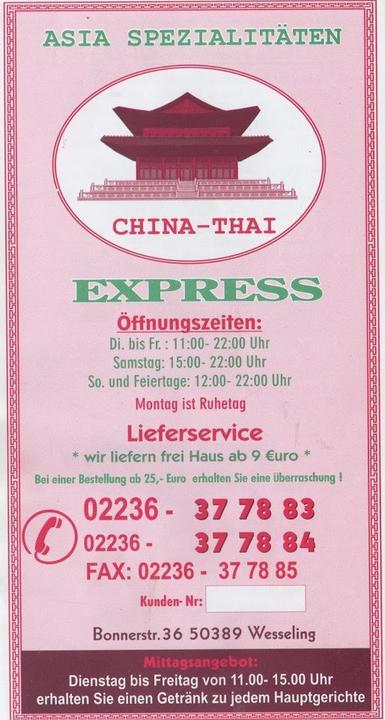 ASIA SPEZIALITÄTEN
CHINA-THAI
EXPRESS
Öffnungszeiten:
Di. bis Fr. : 11:00- 22:00 Uhr
Samstag: 15:00- 22:00 Uhr
So. und Feiertage: 12:00- 22:00 Uhr
Montag ist Ruhetag
Lieferservice
* wir liefern frei Haus ab 9 €uro *
Bei einer Bestellung ab 25,- Euro erhalten Sie eine Überraschung !
02236 - 37 78 83
02236 - 37 78 84
FAX: 02236 - 37 78 85
Kunden- Nr:
Bonnerstr.36 50389 Wesseling
Mittagsangebot:
Dienstag bis Freitag von 11.00- 15.00 Uhr
erhalten Sie einen Getränk zu jedem Hauptgerichte